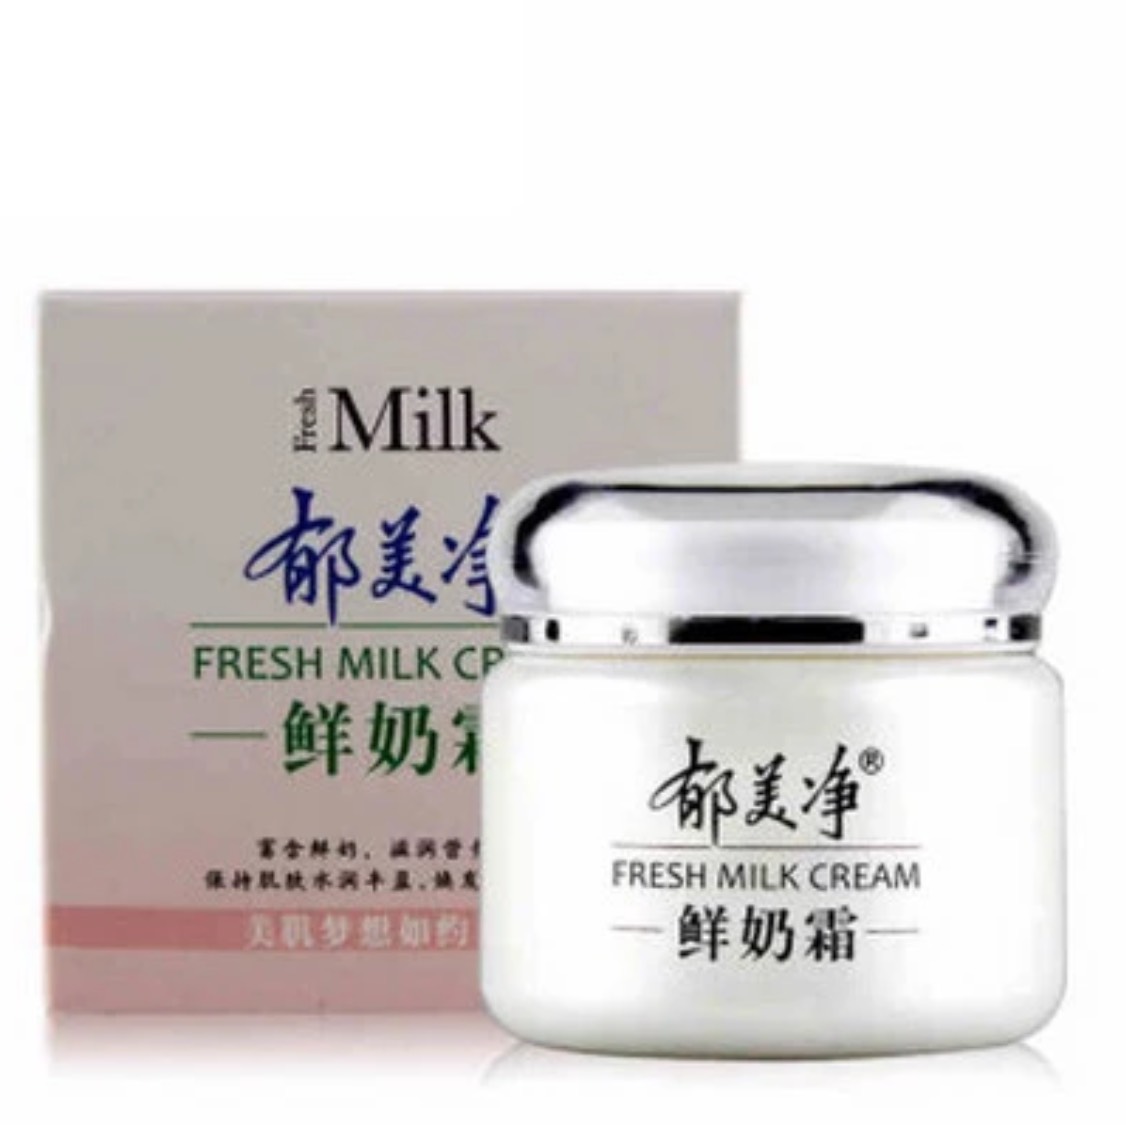 Fresh Milk
郁美净
FRESH MILK CR
鲜奶霜
富含鲜奶，滋润营养
保持肌肤水润丰盈，焕发
美肌梦想如约
郁美净®
FRESH MILK CREAM
鲜奶霜